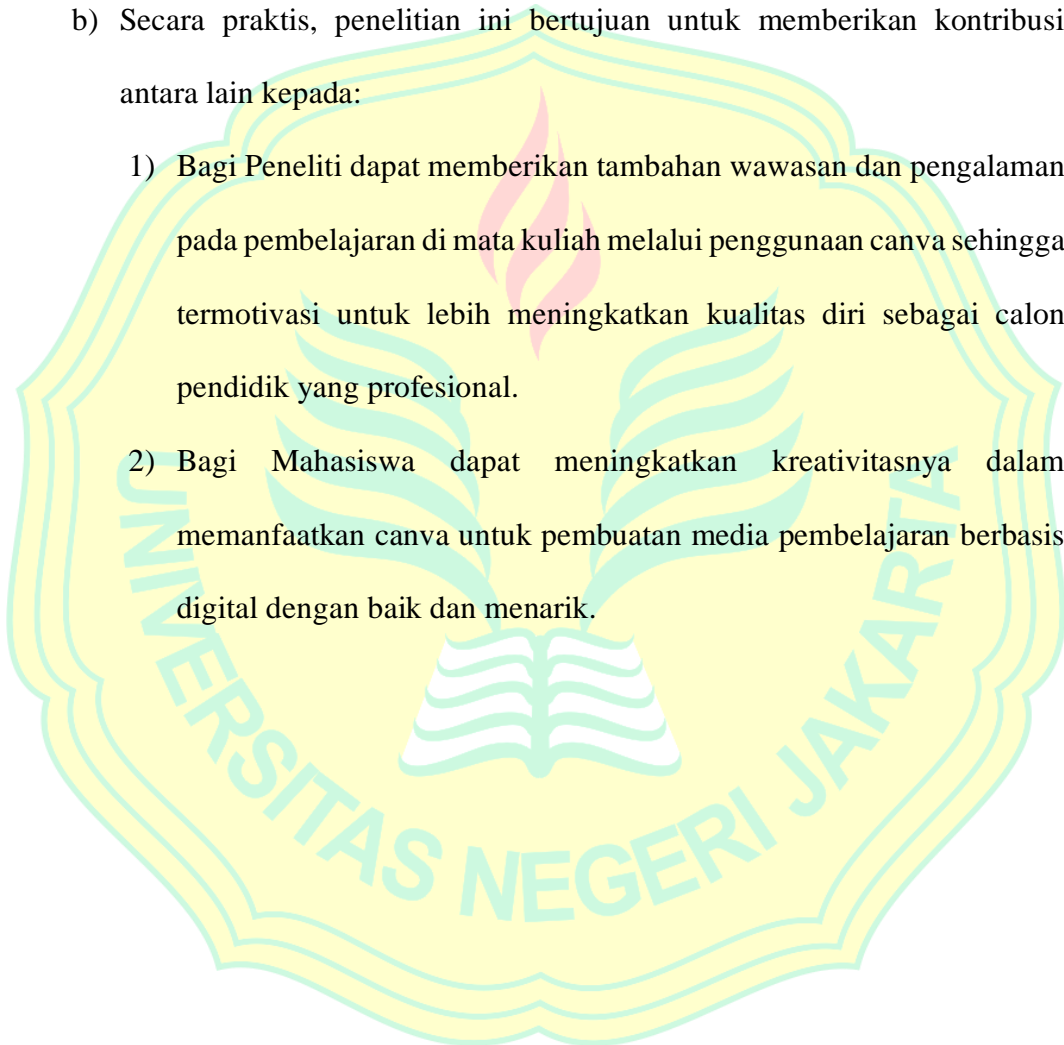 b) Secara praktis, penelitian ini bertujuan untuk memberikan kontribusi
antara lain kepada:
1) Bagi Peneliti dapat memberikan tambahan wawasan dan pengalaman
pada pembelajaran di mata kuliah melalui penggunaan canva sehingga
termotivasi untuk lebih meningkatkan kualitas diri sebagai calon
pendidik yang profesional.
2) Bagi Mahasiswa dapat meningkatkan kreativitasnya dalam
memanfaatkan canva untuk pembuatan media pembelajaran berbasis
digital dengan baik dan menarik.
UNIVERSITAS NEGERI JAKARTA